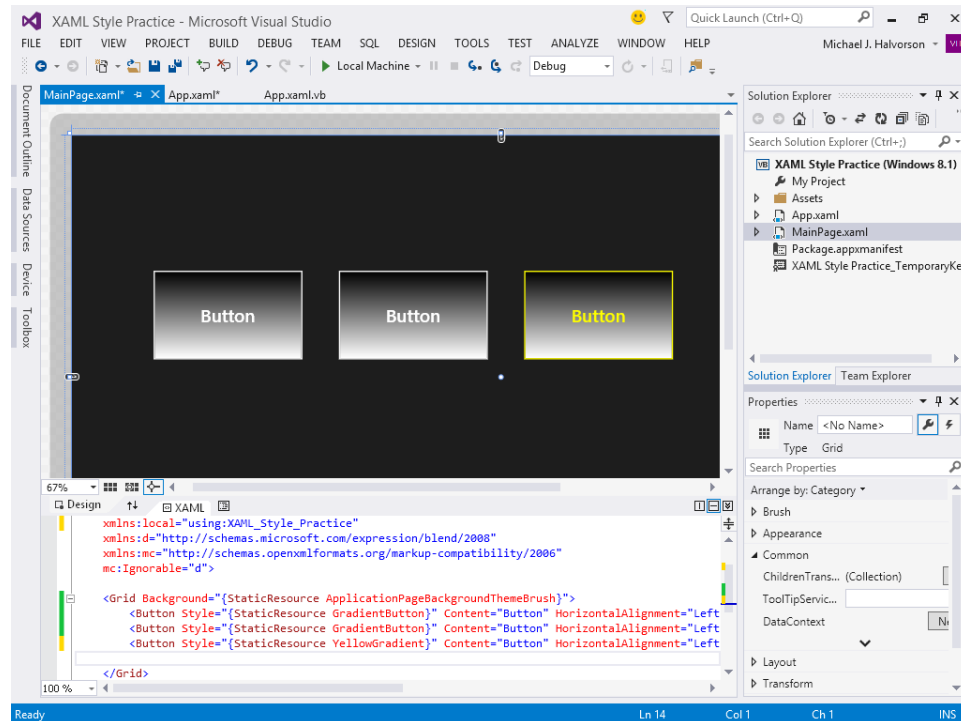 XAML Style Practice - Microsoft Visual Studio
Quick Launch (Ctrl+Q)
FILE EDIT VIEW PROJECT BUILD DEBUG TEAM SQL DESIGN TOOLS TEST ANALYZE WINDOW HELP
Michael J. Halvorson
Local Machine
Debug
Document Outline
Data Sources
Device
Toolbox
MainPage.xaml* App.xaml* App.xaml.vb
Button
Button
Button
67%
Design XAML
xmlns:local="using:XAML_Style_Practice"
xmlns:d="http://schemas.microsoft.com/expression/blend/2008"
xmlns:mc="http://schemas.openxmlformats.org/markup-compatibility/2006"
mc:Ignorable="d">
<Grid Background="{StaticResource ApplicationPageBackgroundThemeBrush}">
<Button Style="{StaticResource GradientButton}" Content="Button" HorizontalAlignment="Left
<Button Style="{StaticResource GradientButton}" Content="Button" HorizontalAlignment="Left
<Button Style="{StaticResource YellowGradient}" Content="Button" HorizontalAlignment="Left
</Grid>
100 %
Solution Explorer
Search Solution Explorer (Ctrl+;)
VB XAML Style Practice (Windows 8.1)
My Project
Assets
App.xaml
MainPage.xaml
Package.appxmanifest
XAML Style Practice_TemporaryKe
Solution Explorer Team Explorer
Properties
Name <No Name>
Type Grid
Search Properties
Arrange by: Category
Brush
Appearance
Common
ChildrenTrans... (Collection)
ToolTipServic...
DataContext
Layout
Transform
Ready
Ln 14 Col 1 Ch 1 INS